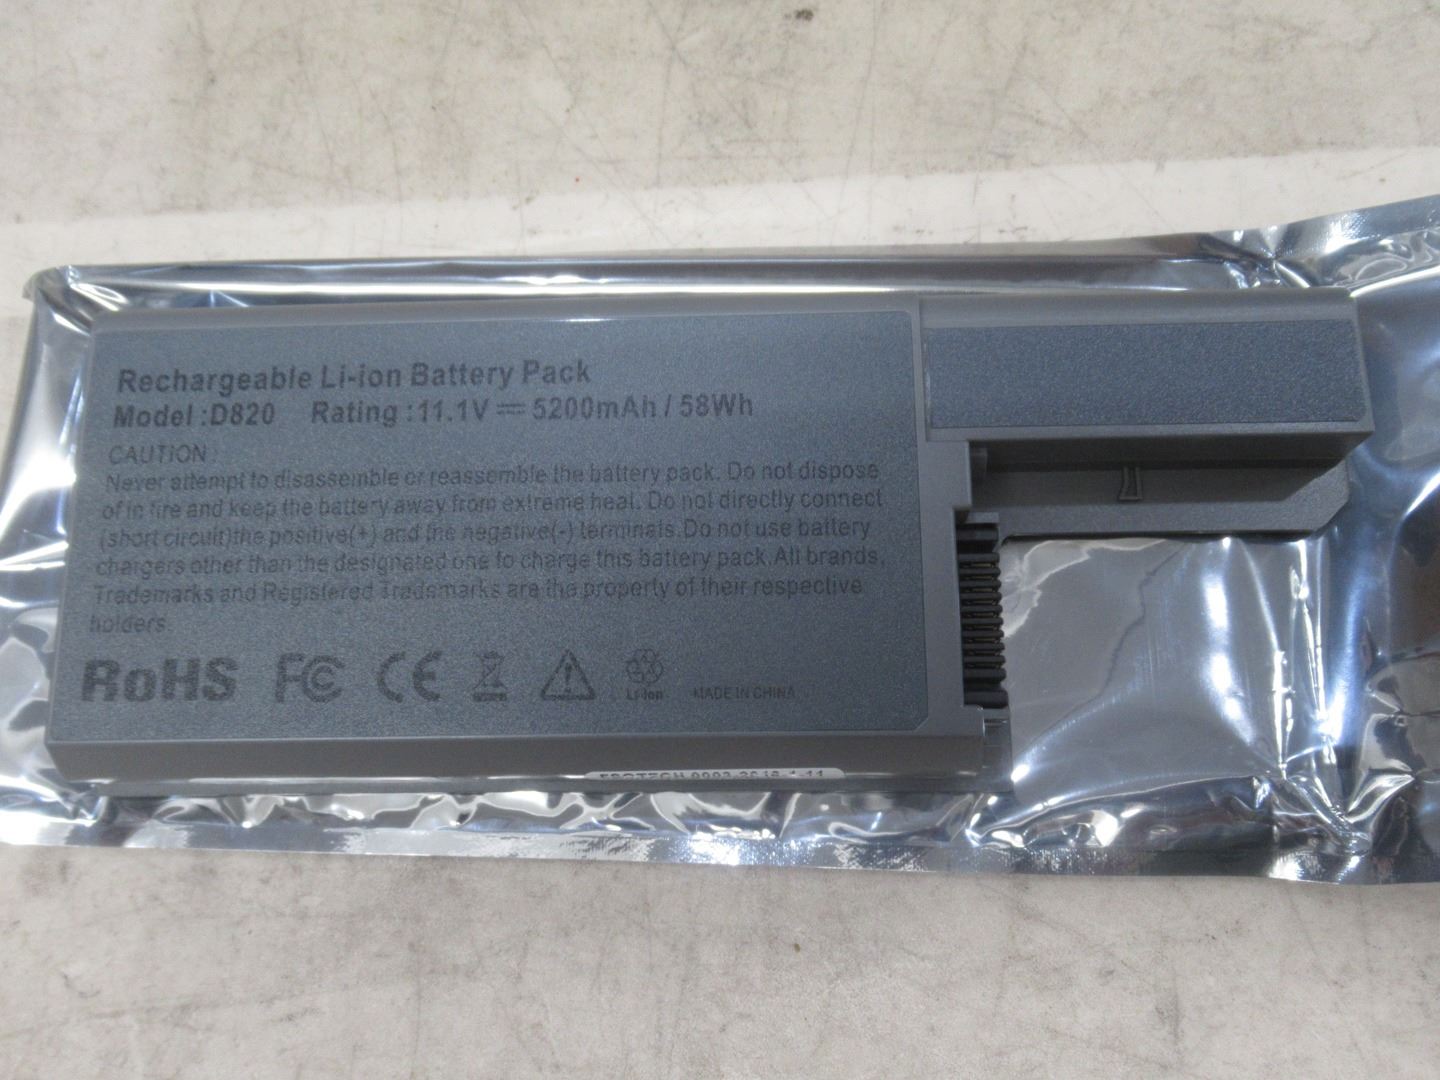 Rechargeable Li-ion Battery Pack
Model :D820 Rating :11.1V ⎓ 5200mAh / 58Wh
CAUTION :
Never attempt to disassemble or reassemble the battery pack. Do not dispose
of in fire and keep the battery away from extreme heat. Do not directly connect
(short circuit)the positive(+) and the negative(-) terminals.Do not use battery
chargers other than the designated one to charge this battery pack.All brands,
Trademarks and Registered Trademarks are the property of their respective
holders.
RoHS FC CE Li-ion MADE IN CHINA